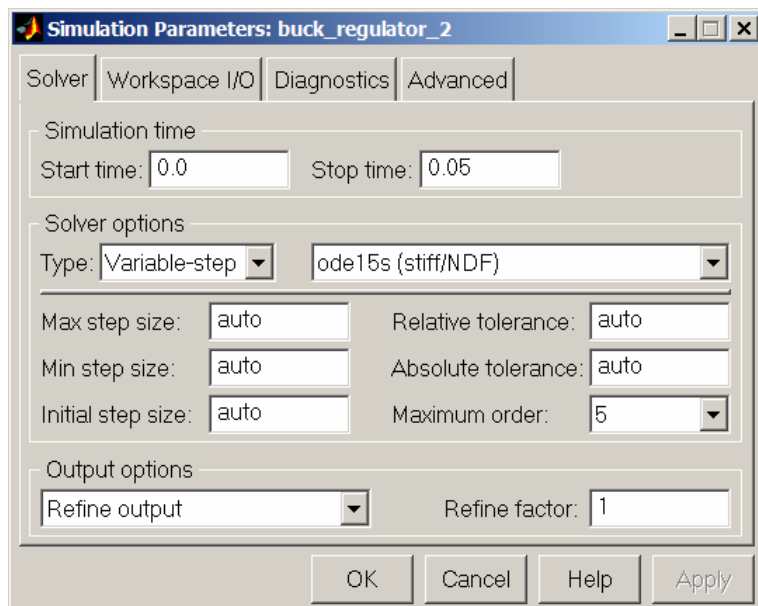 Simulation Parameters: buck_regulator_2
Solver Workspace I/O Diagnostics Advanced
Simulation time
Start time: 0.0 Stop time: 0.05
Solver options
Type: Variable-step ode15s (stiff/NDF)
Max step size: auto Relative tolerance: auto
Min step size: auto Absolute tolerance: auto
Initial step size: auto Maximum order: 5
Output options
Refine output Refine factor: 1
OK Cancel Help Apply